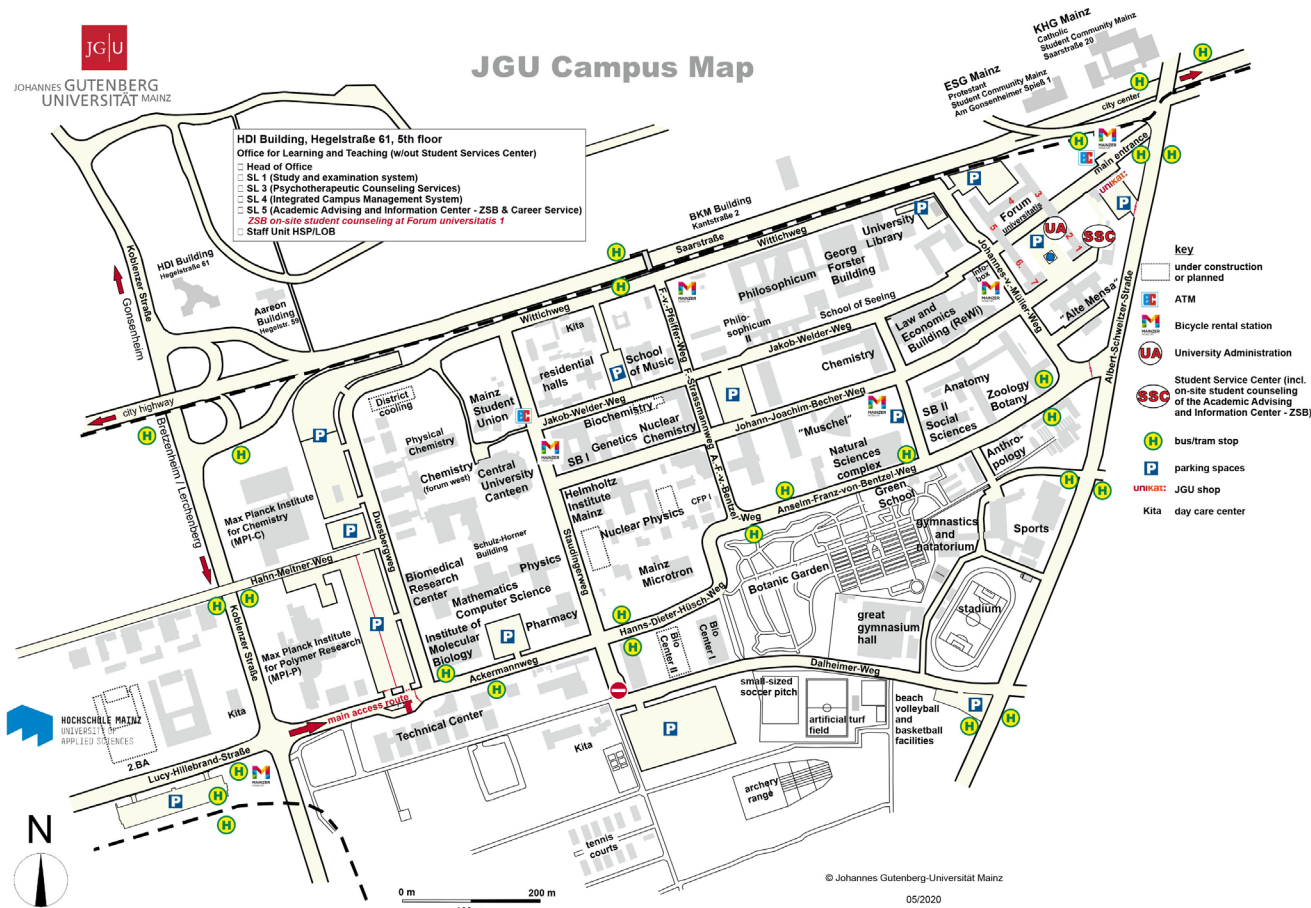 JGU Campus Map
JG|U
JOHANNES GUTENBERG
UNIVERSITÄT MAINZ
KHG Mainz
Catholic
Student Community Mainz
Saarstraße 20
ESG Mainz
Protestant
Student Community Mainz
Am Gonsenheimer Spieß 1
HDI Building, Hegelstraße 61, 5th floor
Office for Learning and Teaching (w/out Student Services Center)
□ Head of Office
□ SL 1 (Study and examination system)
□ SL 3 (Psychotherapeutic Counseling Services)
□ SL 4 (Integrated Campus Management System)
□ SL 5 (Academic Advising and Information Center - ZSB & Career Service)
ZSB on-site student counseling at Forum universitatis 1
□ Staff Unit HSP/LOB
city center
main entrance
unikat:
BKM Building
Kantstraße 2
Saarstraße
Wittichweg
Forum
universitatis
1
2
3
4
5
6
7
UA
SSC
"Alte Mensa"
Info-
box
Johannes-v.-Müller-Weg
Albert-Schweitzer-Straße
University
Library
Georg
Forster
Building
Philosophicum
Philo-
sophicum
II
School of Seeing
Law and
Economics
Building (ReWi)
Jakob-Welder-Weg
F.-v.-Pfeiffer-Weg
Koblenzer Straße
Gonsenheim
HDI Building
Hegelstraße 61
Aareon
Building
Hegelstr. 59
Wittlichweg
Kita
residential
halls
School
of Music
Chemistry
Anatomy
Zoology
Botany
SB II
Social
Sciences
Anthro-
pology
city highway
Bretzenheim / Lerchenberg
District
cooling
Mainz
Student
Union
Physical
Chemistry
Chemistry
(forum west)
Central
University
Canteen
Jakob-Welder-Weg
Biochemistry
Genetics
Nuclear
Chemistry
SB I
F.-Strassmannweg
Johann-Joachim-Becher-Weg
"Muschel"
Natural
Sciences
complex
A.-F.-v.-Bentzel-
-Weg
Anselm-Franz-von-Bentzel-Weg
Green
School
gymnastics
and
natatorium
Sports
Helmholtz
Institute
Mainz
Nuclear Physics
CFP I
Mainz
Microtron
Botanic Garden
great
gymnasium
hall
stadium
Max Planck Institute
for Chemistry
(MPI-C)
Duesbergweg
Hahn-Meitner-Weg
Schulz-Horner
Building
Biomedical
Research
Center
Physics
Mathematics
Computer Science
Institute of
Molecular
Biology
Pharmacy
Staudingerweg
Hanns-Dieter-Hüsch-Weg
Bio
Center II
Bio
Center I
Max Planck Institute
for Polymer Research
(MPI-P)
Koblenzer Straße
Ackermannweg
main access route
Technical Center
Kita
Dalheimer-Weg
small-sized
soccer pitch
artificial turf
field
beach
volleyball
and
basketball
facilities
archery
range
tennis
courts
HOCHSCHULE MAINZ
UNIVERSITY OF
APPLIED SCIENCES
Kita
2.BA
Lucy-Hillebrand-Straße
key
under construction
or planned
ATM
MAINZER
Bicycle rental station
UA
University Administration
SSC
Student Service Center (incl.
on-site student counseling
of the Academic Advising
and Information Center - ZSB)
H
bus/tram stop
P
parking spaces
unikat:
JGU shop
Kita
day care center
N
0 m
200 m
© Johannes Gutenberg-Universität Mainz
05/2020